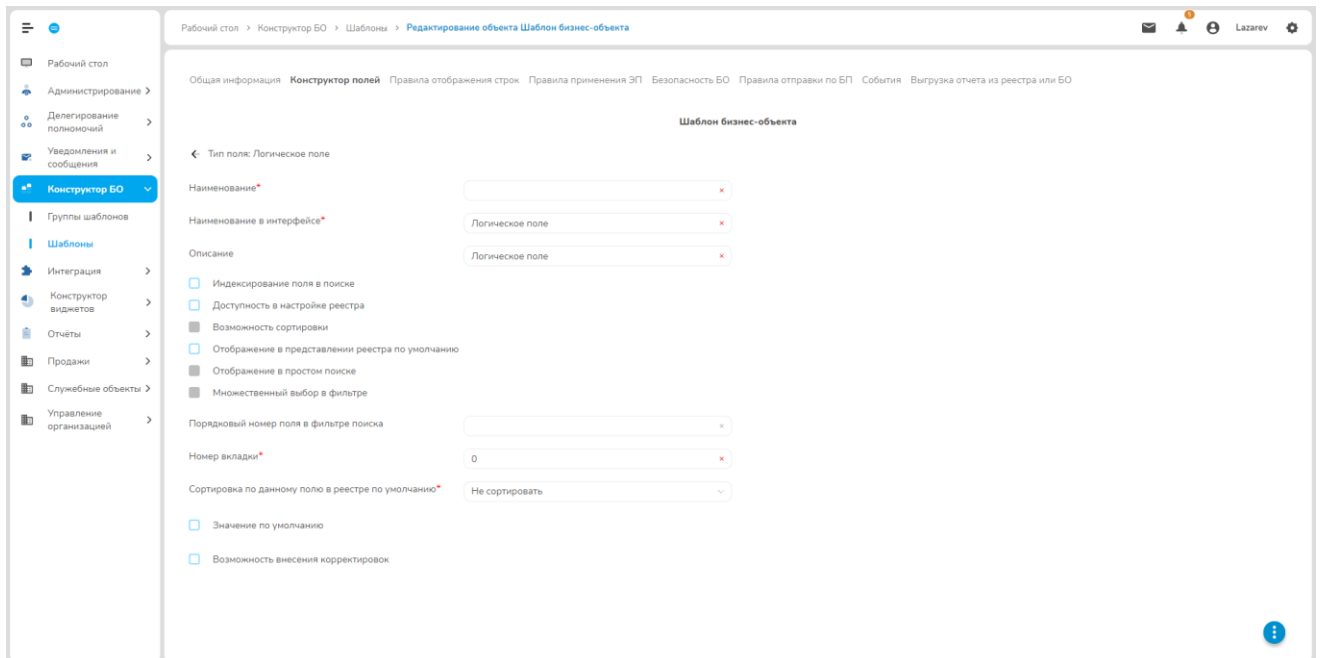 Рабочий стол > Конструктор БО > Шаблоны > Редактирование объекта Шаблон бизнес-объекта
Lazarev
Рабочий стол
Администрирование
Делегирование
полномочий
Уведомления и
сообщения
Конструктор БО
Группы шаблонов
Шаблоны
Интеграция
Конструктор
виджетов
Отчёты
Продажи
Служебные объекты
Управление
организацией
Общая информация Конструктор полей Правила отображения строк Правила применения ЭП Безопасность БО Правила отправки по БП События Выгрузка отчета из реестра или БО
Шаблон бизнес-объекта
Тип поля: Логическое поле
Наименование*
Наименование в интерфейсе* Логическое поле
Описание Логическое поле
Индексирование поля в поиске
Доступность в настройке реестра
Возможность сортировки
Отображение в представлении реестра по умолчанию
Отображение в простом поиске
Множественный выбор в фильтре
Порядковый номер поля в фильтре поиска
Номер вкладки* 0
Сортировка по данному полю в реестре по умолчанию* Не сортировать
Значение по умолчанию
Возможность внесения корректировок